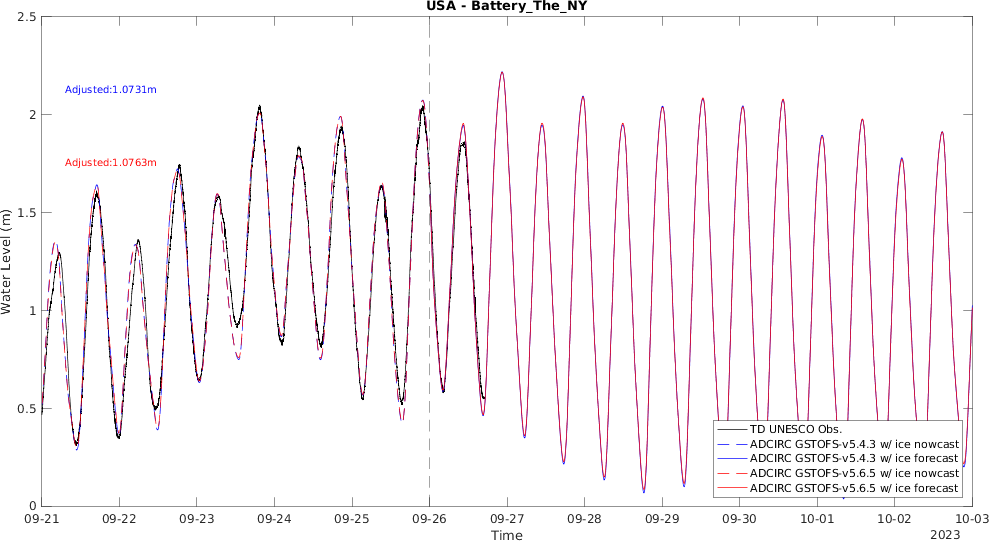 USA - Battery_The_NY
2.5
Adjusted:1.0731m
2
Adjusted:1.0763m
1.5
Water Level (m)
1
0.5
TD UNESCO Obs.
ADCIRC GSTOFS-v5.4.3 w/ ice nowcast
ADCIRC GSTOFS-v5.4.3 w/ ice forecast
ADCIRC GSTOFS-v5.6.5 w/ ice nowcast
ADCIRC GSTOFS-v5.6.5 w/ ice forecast
0
09-21 09-22 09-23 09-24 09-25 09-26 09-27 09-28 09-29 09-30 10-01 10-02 10-03
Time
2023